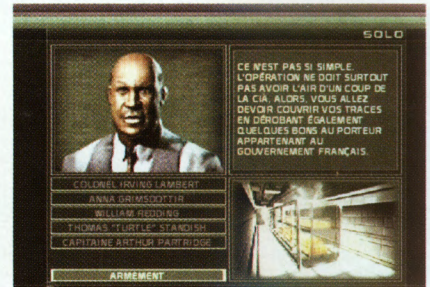 SOLO
CE N'EST PAS SI SIMPLE.
L'OPÉRATION NE DOIT SURTOUT
PAS AVOIR L'AIR D'UN COUP DE
LA CIA, ALORS, VOUS ALLEZ
DEVOIR COUVRIR VOS TRACES
EN DÉROBANT ÉGALEMENT
QUELQUES BONS AU PORTEUR
APPARTENANT AU
GOUVERNEMENT FRANÇAIS.
COLONEL IRVING LAMBERT
ANNA GRIMSDOTTIR
WILLIAM REDDING
THOMAS "TURTLE" STANDISH
CAPITAINE ARTHUR PARTRIDGE
ARMEMENT